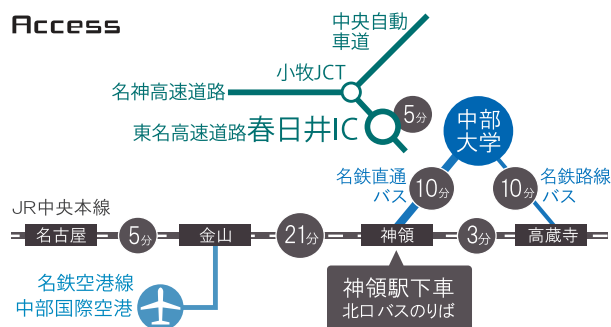 Access
中央自動
車道
小牧JCT
名神高速道路
5分
東名高速道路春日井IC
中部
大学
名鉄直通
バス
10分
10分
名鉄路線
バス
JR中央本線
名古屋
5分
金山
21分
神領
3分
高蔵寺
名鉄空港線
中部国際空港
神領駅下車
北口 バスのりば